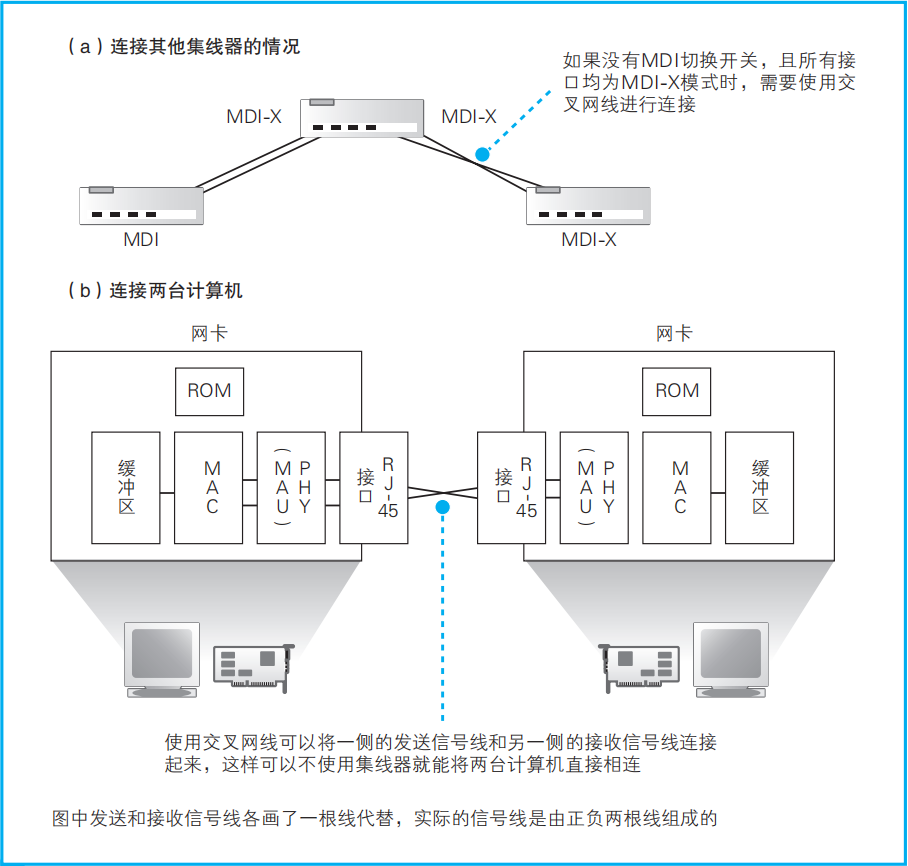 （a）连接其他集线器的情况
如果没有MDI切换开关，且所有接
口均为MDI-X模式时，需要使用交
叉网线进行连接
MDI-X
MDI-X
MDI
MDI-X
（b）连接两台计算机
网卡
网卡
ROM
ROM
缓冲区
MAC
PHY
（MAU）
RJ-45
接口
RJ-45
接口
PHY
（MAU）
MAC
缓冲区
使用交叉网线可以将一侧的发送信号线和另一侧的接收信号线连接
起来，这样可以不使用集线器就能将两台计算机直接相连
图中发送和接收信号线各画了一根线代替，实际的信号线是由正负两根线组成的